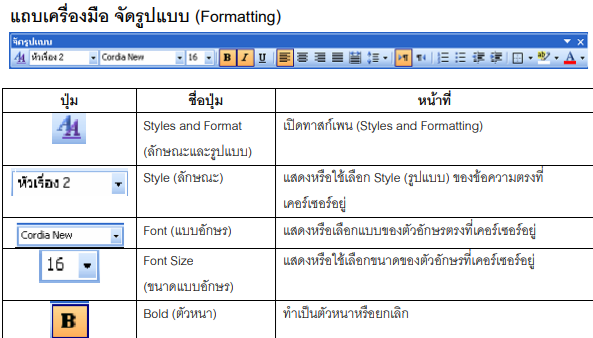 แถบเครื่องมือ จัดรูปแบบ (Formatting)
จัดรูปแบบ
หัวเรื่อง 2 Cordia New 16 B I U
ปุ่ม ชื่อปุ่ม หน้าที่
Styles and Format เปิดทาสก์เพน (Styles and Formatting)
(ลักษณะและรูปแบบ)
หัวเรื่อง 2 Style (ลักษณะ) แสดงหรือใช้เลือก Style (รูปแบบ) ของข้อความตรงที่
เคอร์เซอร์อยู่
Cordia New Font (แบบอักษร) แสดงหรือเลือกแบบของตัวอักษรตรงที่เคอร์เซอร์อยู่
16 Font Size แสดงหรือใช้เลือกขนาดของตัวอักษรที่เคอร์เซอร์อยู่
(ขนาดแบบอักษร)
B Bold (ตัวหนา) ทำเป็นตัวหนาหรือยกเลิก